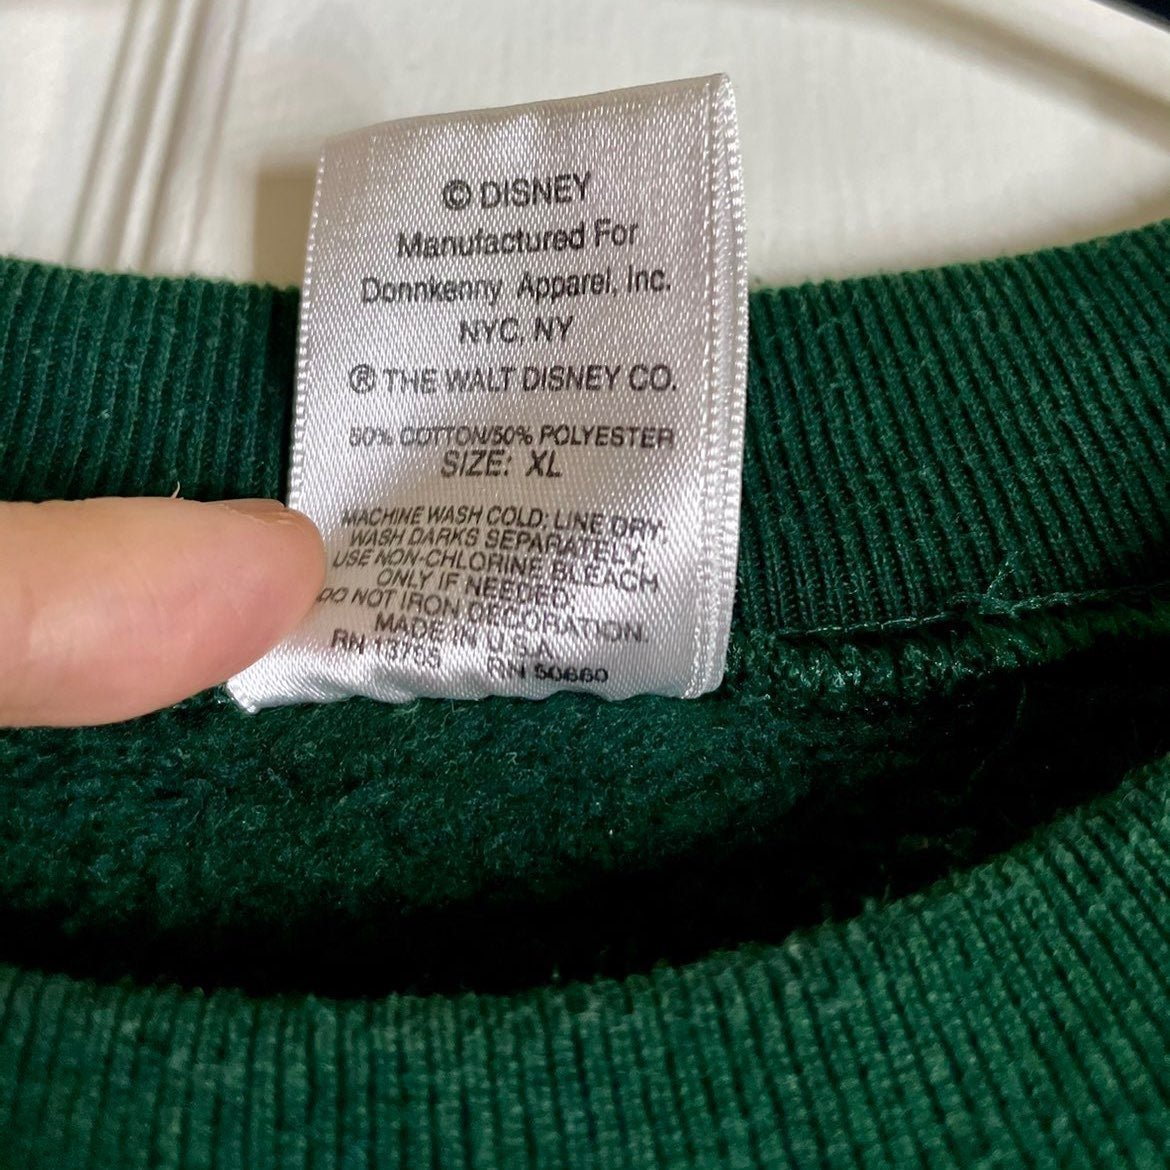 © DISNEY
Manufactured For
Donnkenny Apparel, Inc.
NYC, NY
® THE WALT DISNEY CO.
50% COTTON/50% POLYESTER
SIZE: XL
MACHINE WASH COLD; LINE DRY.
WASH DARKS SEPARATELY.
USE NON-CHLORINE BLEACH
ONLY IF NEEDED.
DO NOT IRON DECORATION.
MADE IN U.S.A.
RN 13765 RN 50660